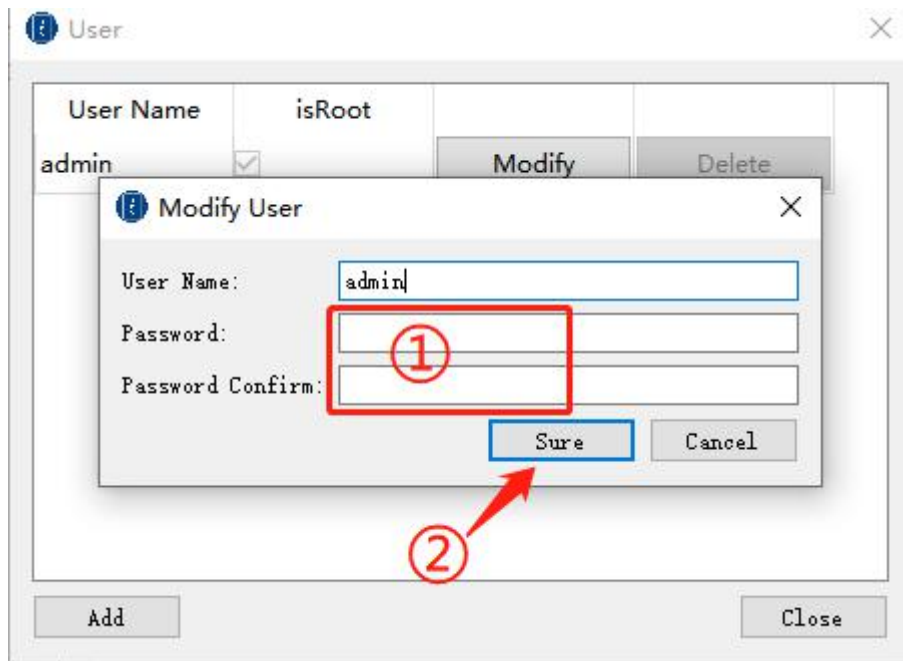 User
User Name isRoot
admin Modify Delete
Modify User
User Name: admin
Password:
①
Password Confirm:
Sure Cancel
②
Add Close